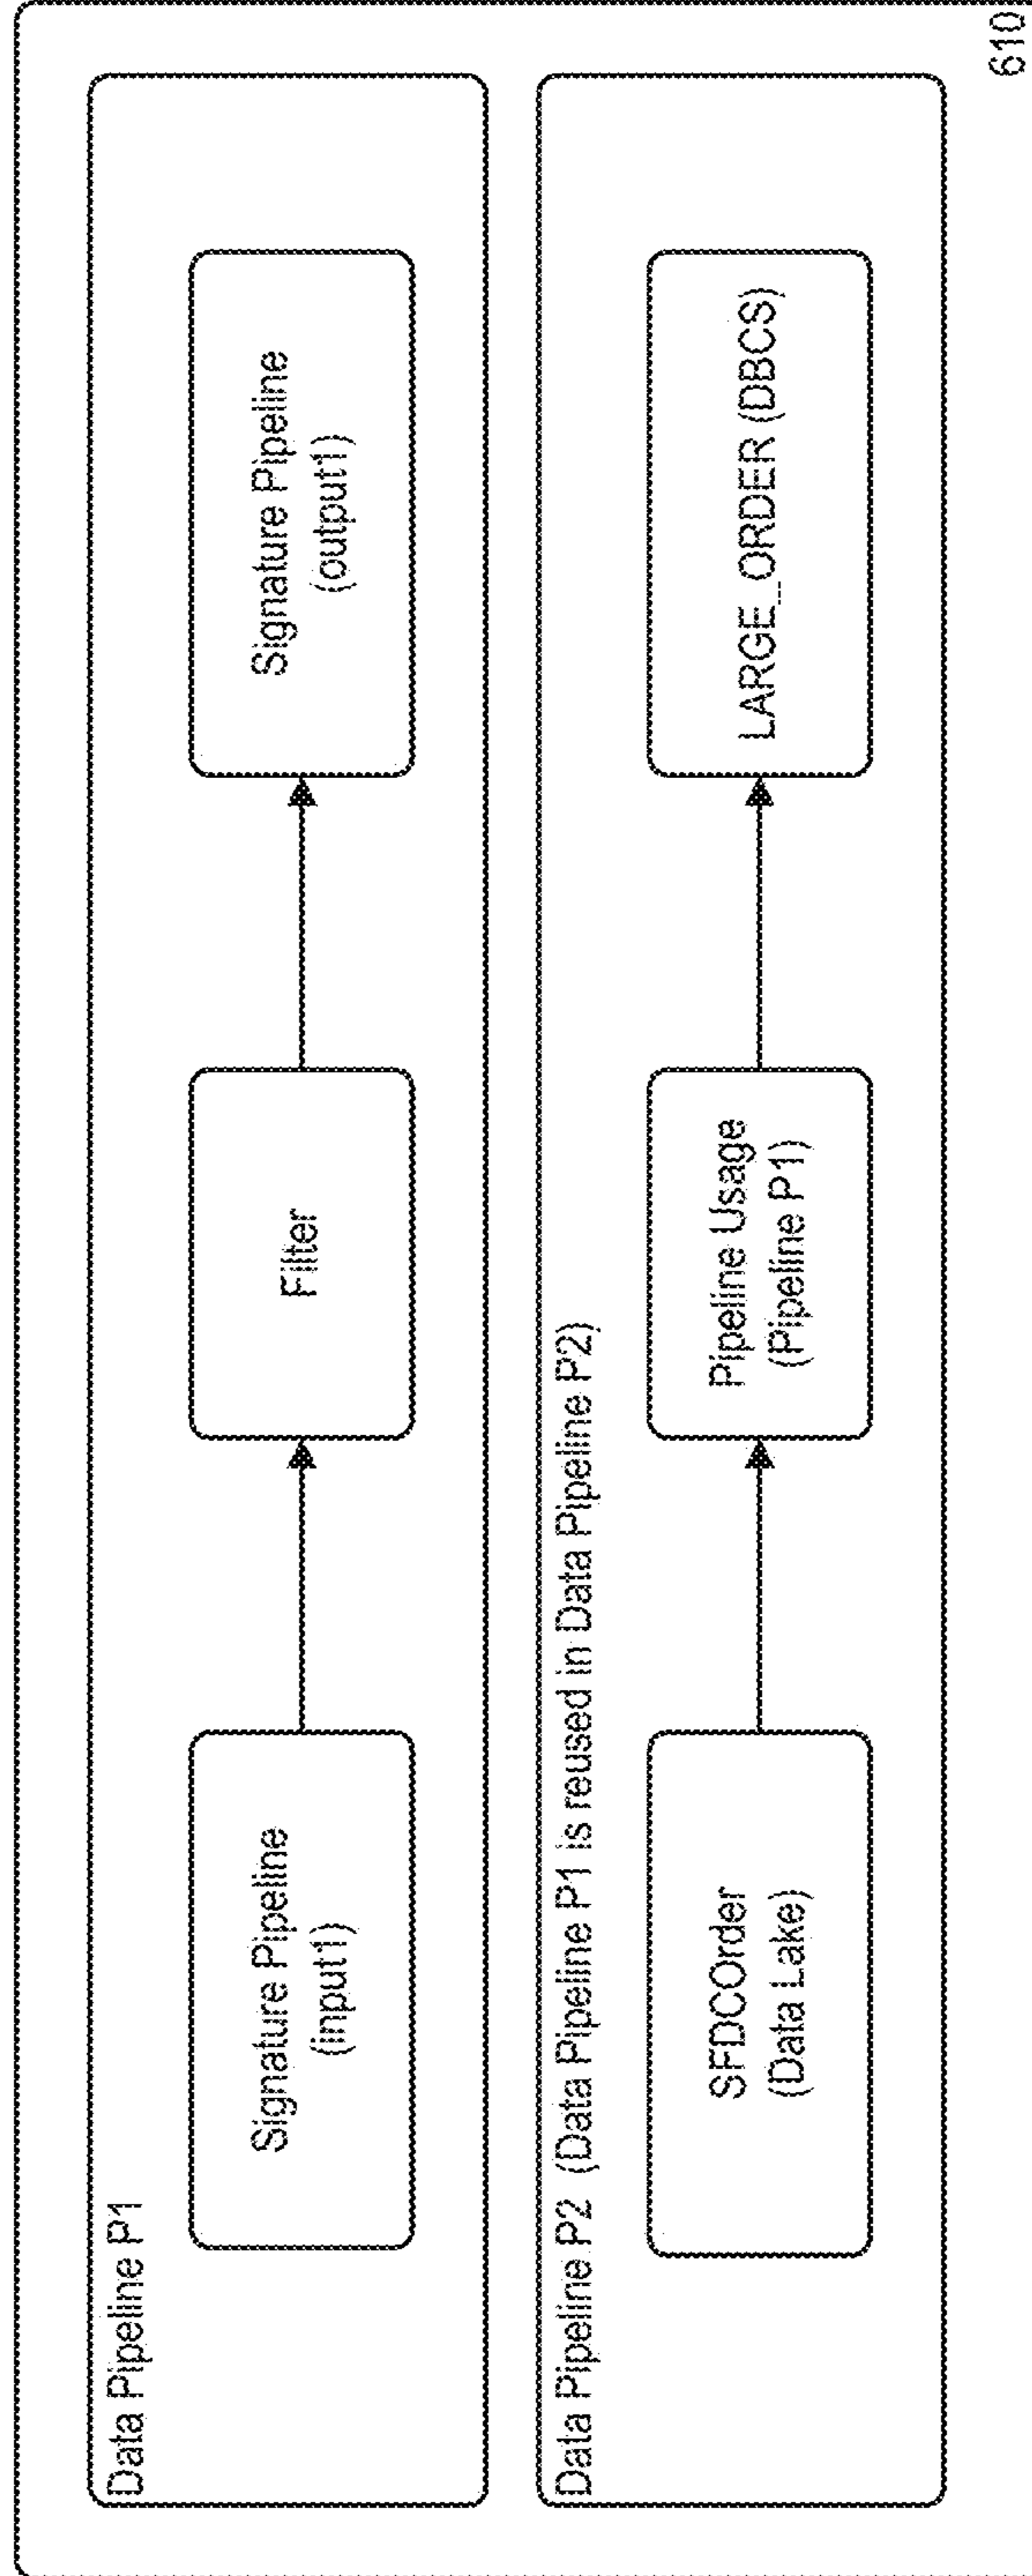 Data Pipeline P1
Signature Pipeline
(input1)
Filter
Signature Pipeline
(output1)
Data Pipeline P2 (Data Pipeline P1 is reused in Data Pipeline P2)
SFDCOrder
(Data Lake)
Pipeline Usage
(Pipeline P1)
LARGE_ORDER (DBCS)
610